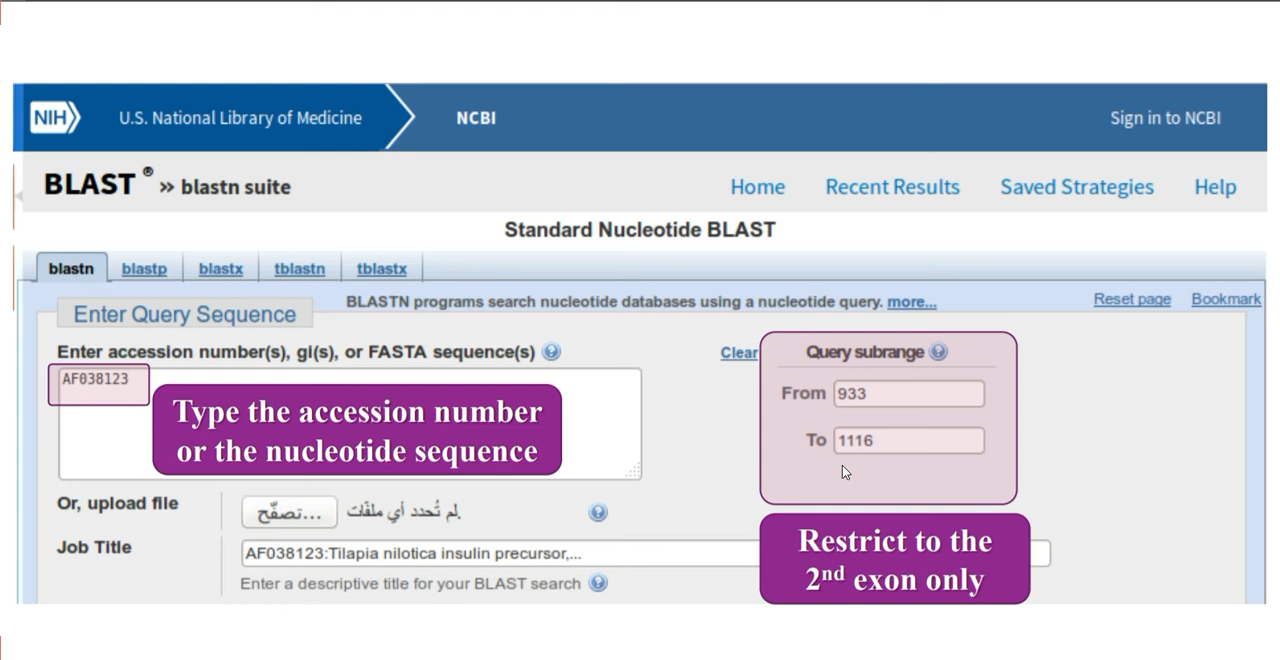 NIH
U.S. National Library of Medicine
NCBI
Sign in to NCBI
BLAST ® » blastn suite
Home
Recent Results
Saved Strategies
Help
Standard Nucleotide BLAST
blastn
blastp
blastx
tblastn
tblastx
Enter Query Sequence
BLASTN programs search nucleotide databases using a nucleotide query. more...
Reset page
Bookmark
Enter accession number(s), gi(s), or FASTA sequence(s)
Clear
Query subrange
AF038123
From 933
To 1116
Type the accession number
or the nucleotide sequence
Or, upload file
تصفّح...
لم تُحدد أي ملفّات.
Job Title
AF038123:Tilapia nilotica insulin precursor,...
Enter a descriptive title for your BLAST search
Restrict to the
2nd exon only